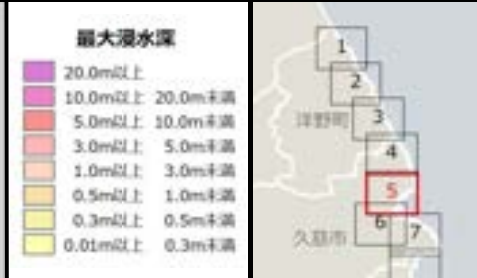 最大浸水深
20.0m以上
10.0m以上 20.0m未満
5.0m以上 10.0m未満
3.0m以上 5.0m未満
1.0m以上 3.0m未満
0.5m以上 1.0m未満
0.3m以上 0.5m未満
0.01m以上 0.3m未満
1
2
3
洋野町
4
5
6
7
久慈市